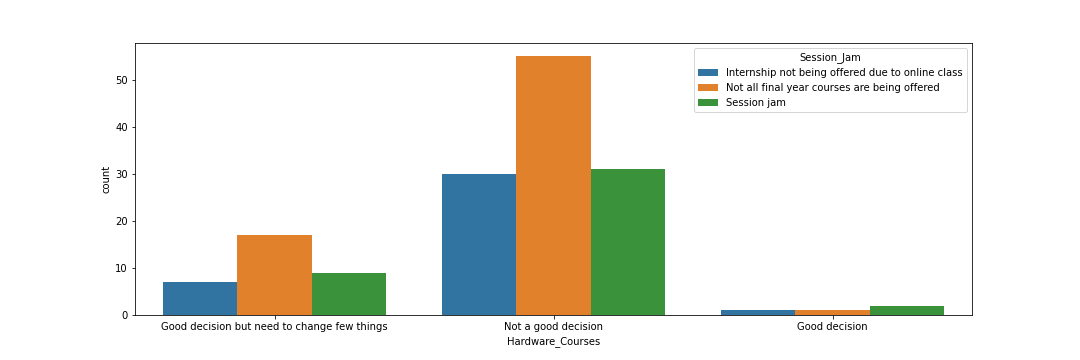 Session_Jam
Internship not being offered due to online class
Not all final year courses are being offered
Session jam
50
40
30
20
10
0
count
Good decision but need to change few things
Not a good decision
Good decision
Hardware_Courses